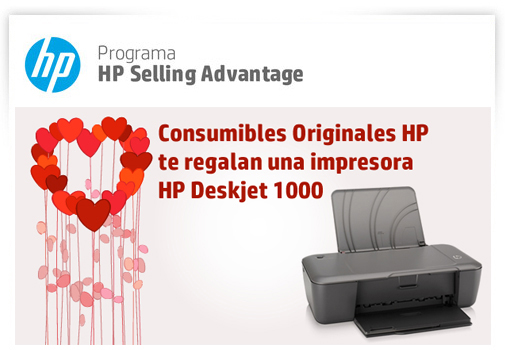 hp
Programa
HP Selling Advantage
Consumibles Originales HP
te regalan una impresora
HP Deskjet 1000